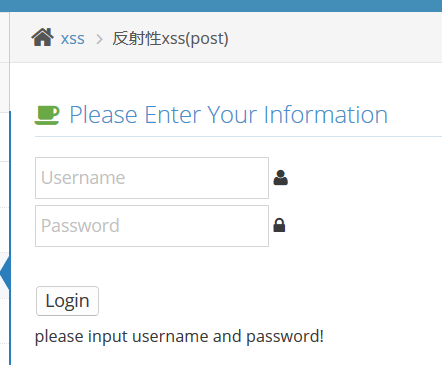 xss > 反射性xss(post)
Please Enter Your Information
Username
Password
Login
please input username and password!